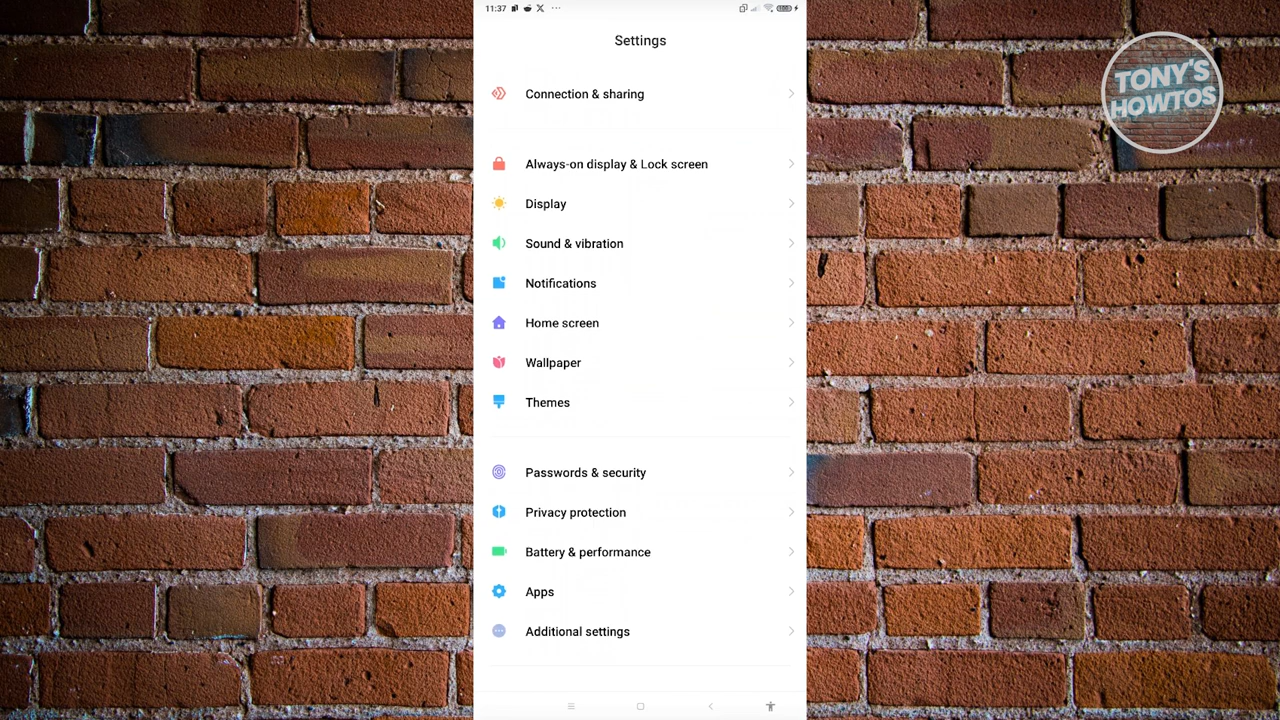 11:37
Settings
Connection & sharing
Always-on display & Lock screen
Display
Sound & vibration
Notifications
Home screen
Wallpaper
Themes
Passwords & security
Privacy protection
Battery & performance
Apps
Additional settings
TONY'S
HOWTOS